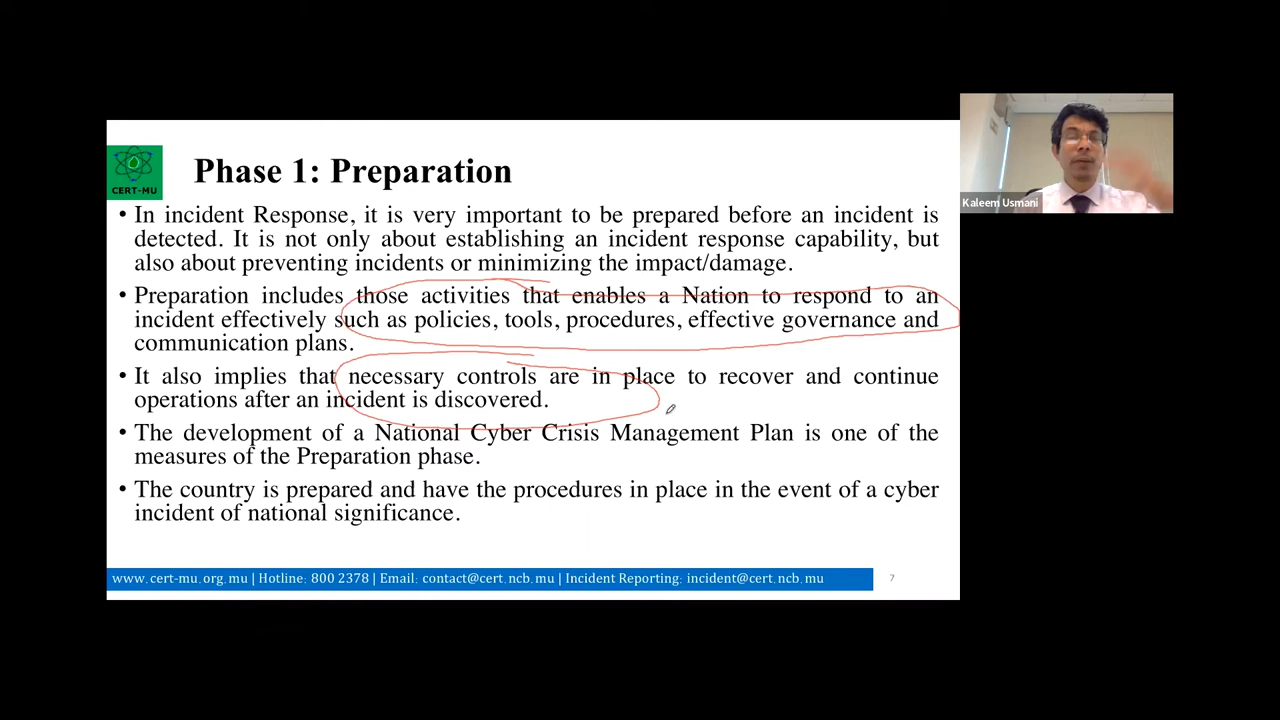 Phase 1: Preparation
CERT-MU
• In incident Response, it is very important to be prepared before an incident is
detected. It is not only about establishing an incident response capability, but
also about preventing incidents or minimizing the impact/damage.
• Preparation includes those activities that enables a Nation to respond to an
incident effectively such as policies, tools, procedures, effective governance and
communication plans.
• It also implies that necessary controls are in place to recover and continue
operations after an incident is discovered.
• The development of a National Cyber Crisis Management Plan is one of the
measures of the Preparation phase.
• The country is prepared and have the procedures in place in the event of a cyber
incident of national significance.
www.cert-mu.org.mu | Hotline: 800 2378 | Email: contact@cert.ncb.mu | Incident Reporting: incident@cert.ncb.mu
7
Kaleem Usmani